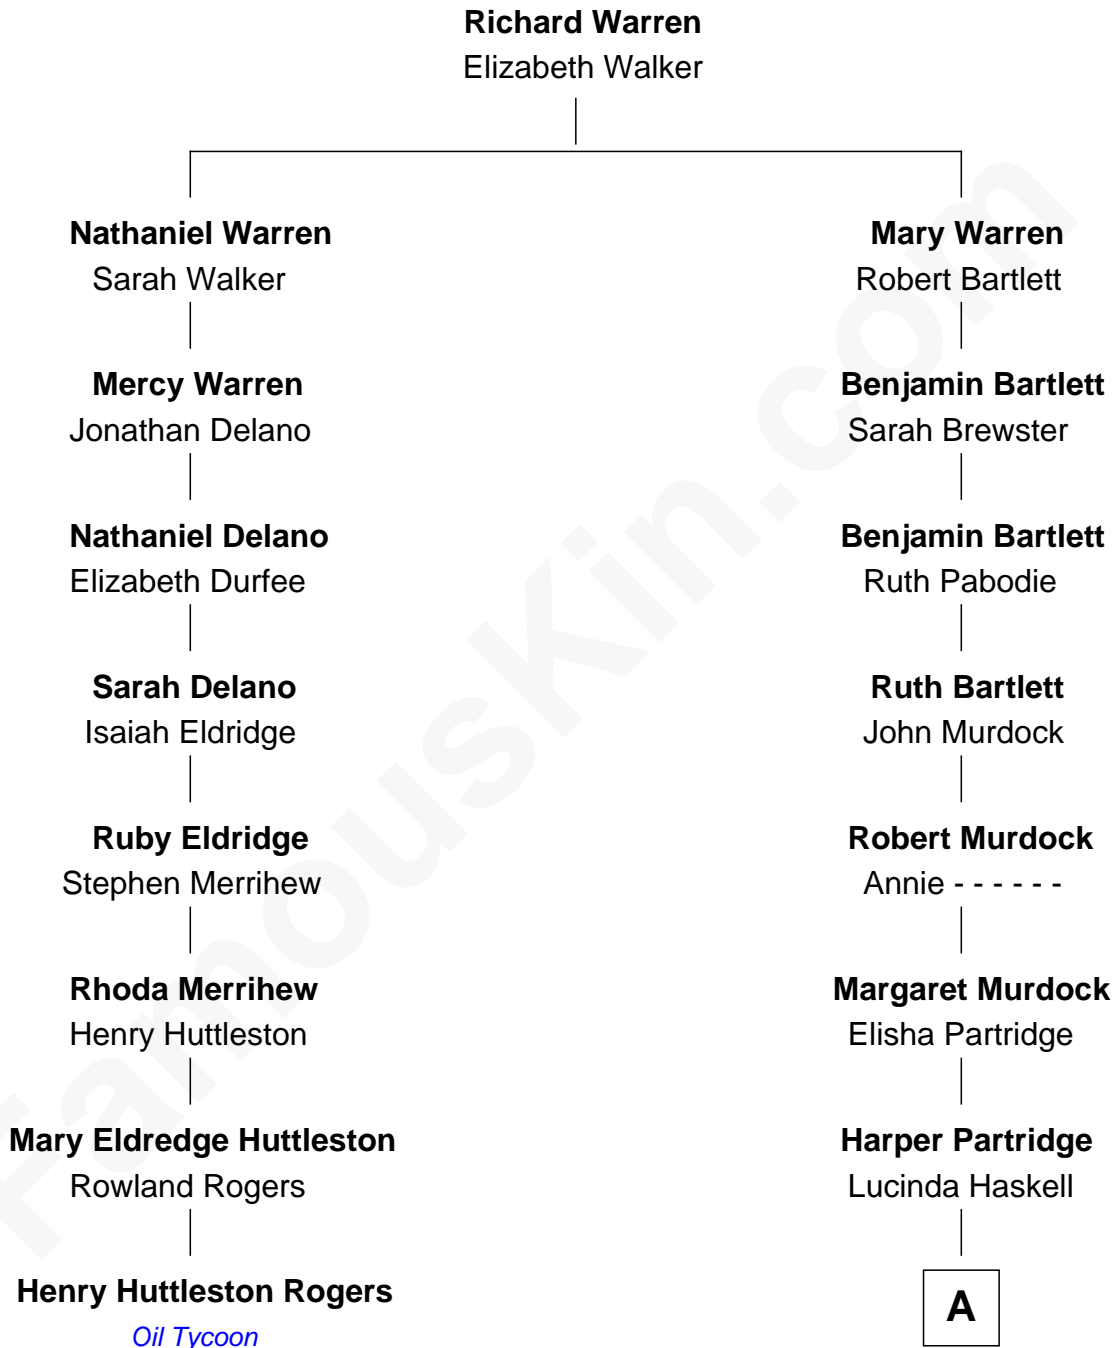 Richard Warren
Elizabeth Walker
Nathaniel Warren
Sarah Walker
Mary Warren
Robert Bartlett
Mercy Warren
Jonathan Delano
Benjamin Bartlett
Sarah Brewster
Nathaniel Delano
Elizabeth Durfee
Benjamin Bartlett
Ruth Pabodie
Sarah Delano
Isaiah Eldridge
Ruth Bartlett
John Murdock
Ruby Eldridge
Stephen Merrihew
Robert Murdock
Annie - - - - - -
Rhoda Merrihew
Henry Huttleston
Margaret Murdock
Elisha Partridge
Mary Eldredge Huttleston
Rowland Rogers
Harper Partridge
Lucinda Haskell
Henry Huttleston Rogers
Oil Tycoon
A
FamousKin.com